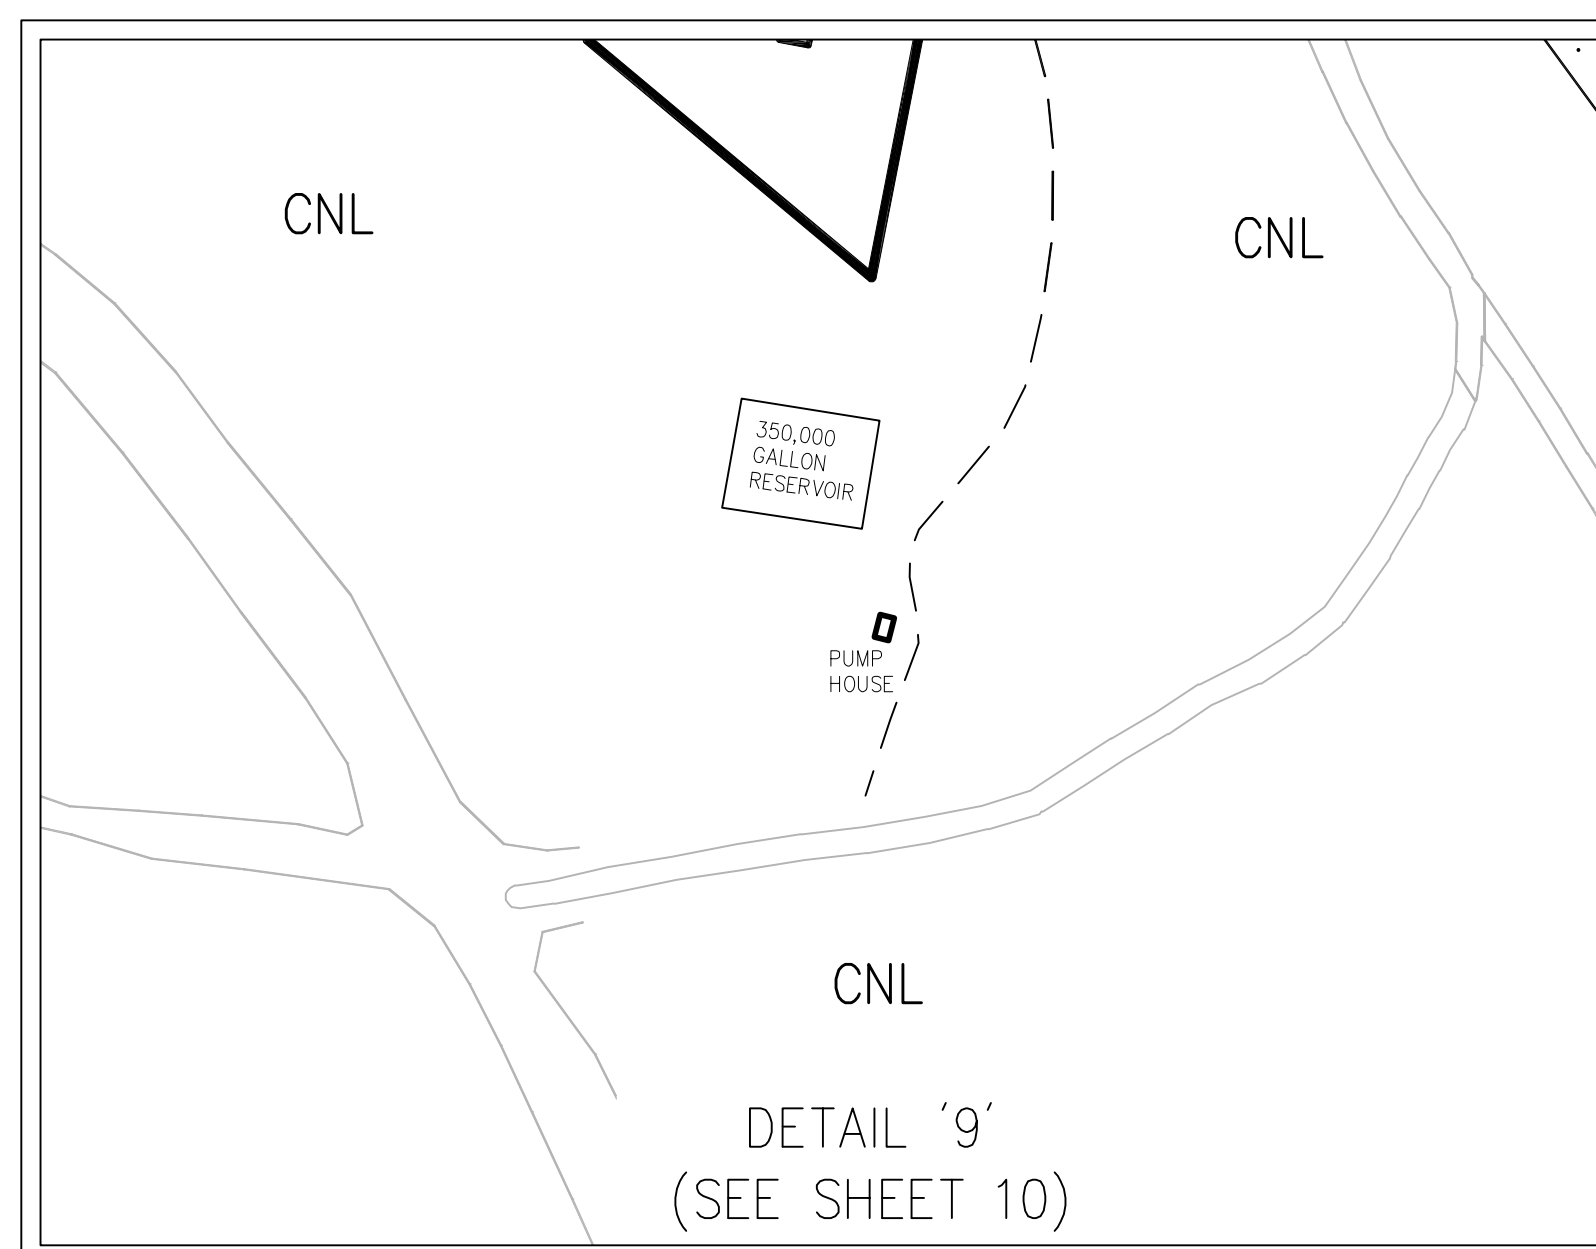 CNL
CNL
350,000
GALLON
RESERVOIR
PUMP
HOUSE
CNL
DETAIL '9'
(SEE SHEET 10)